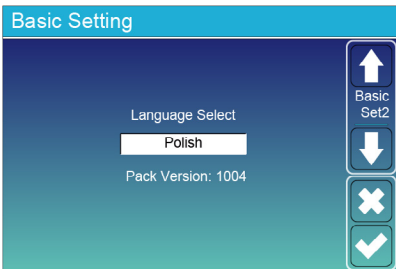 Basic Setting
Language Select
Polish
Pack Version: 1004
Basic
Set2